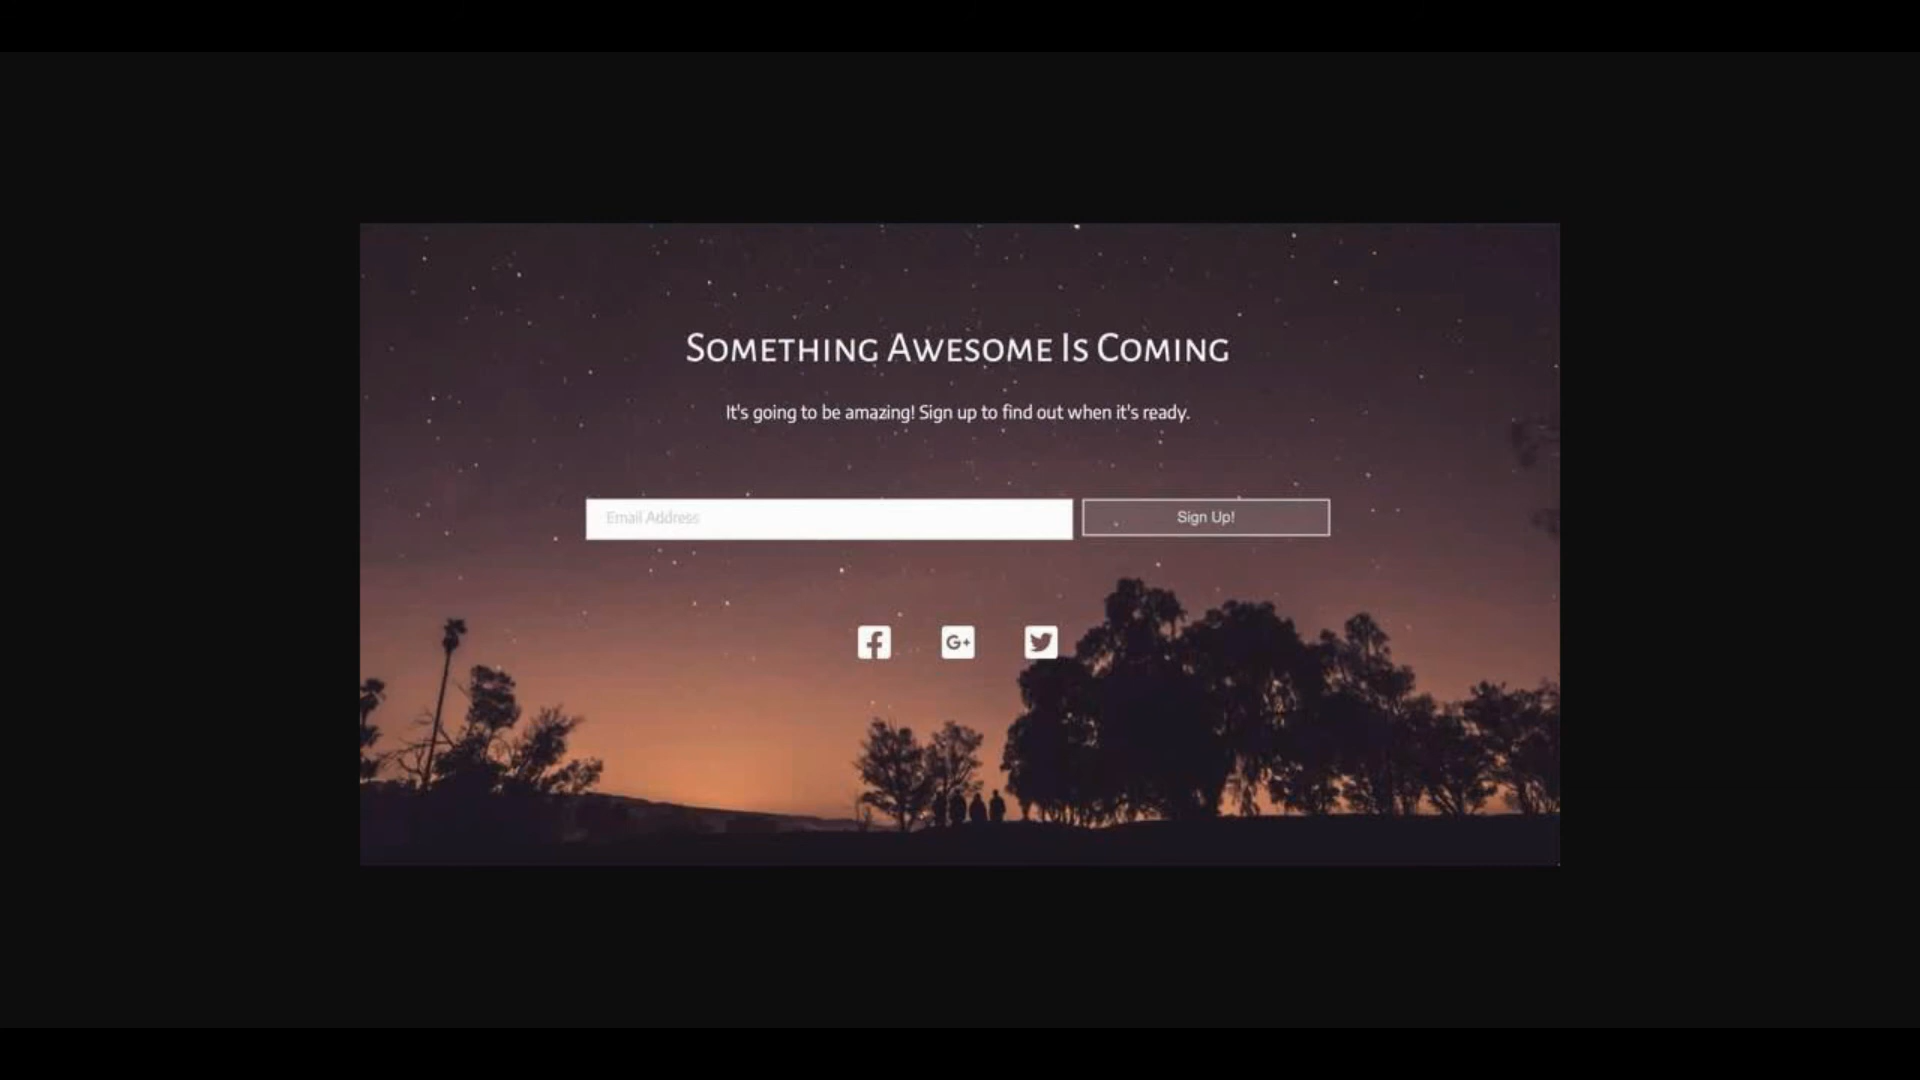 Something Awesome Is Coming
It's going to be amazing! Sign up to find out when it's ready.
Email Address
Sign Up!
G+